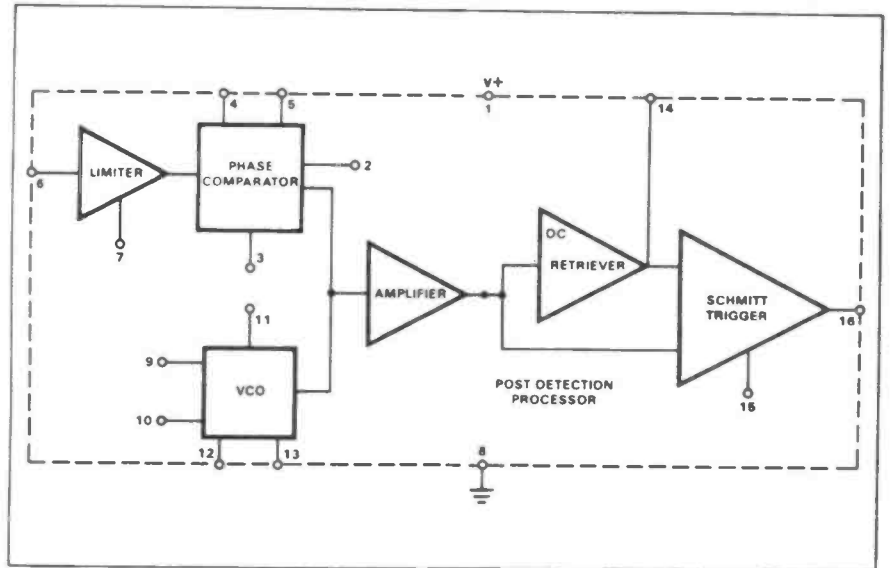 V+
4
5
1
14
LIMITER
PHASE
COMPARATOR
2
6
7
3
DC
RETRIEVER
AMPLIFIER
SCHMITT
TRIGGER
16
11
9
VCO
10
POST DETECTION
PROCESSOR
15
12
13
8